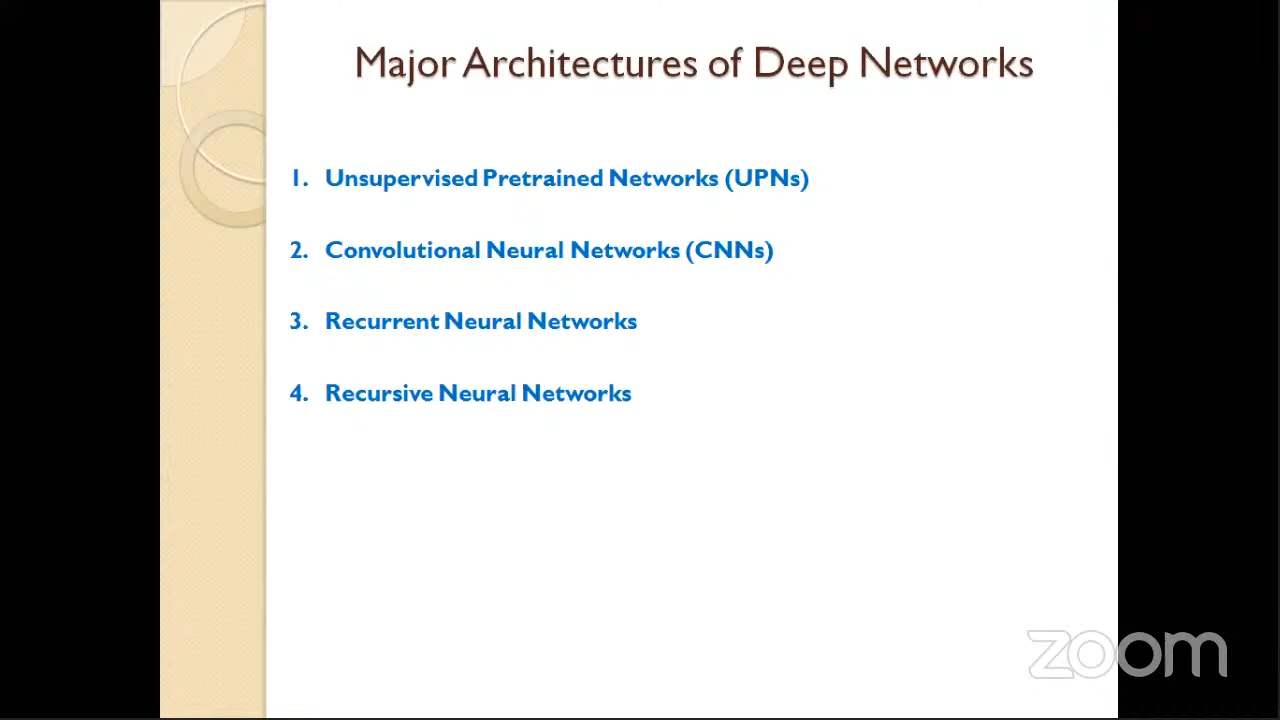 Major Architectures of Deep Networks
1. Unsupervised Pretrained Networks (UPNs)
2. Convolutional Neural Networks (CNNs)
3. Recurrent Neural Networks
4. Recursive Neural Networks
zoom